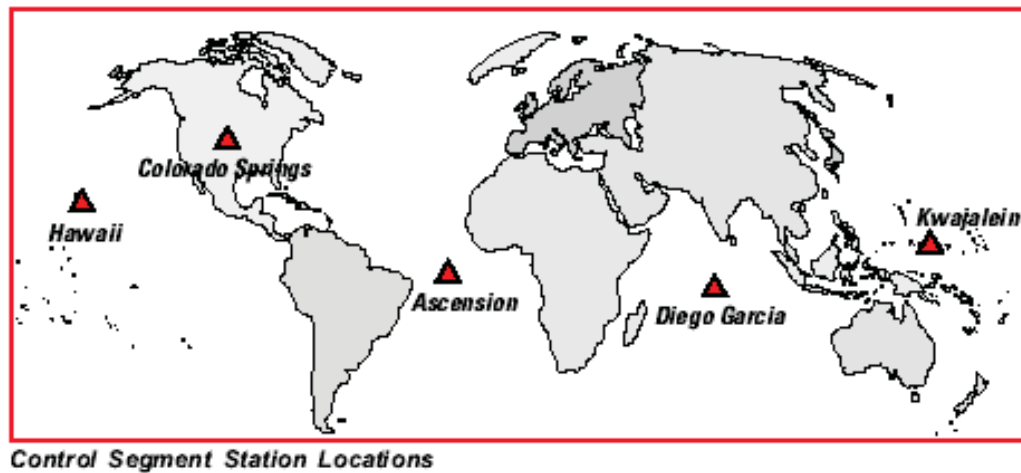 Colorado Springs
Hawaii
Kwajalein
Ascension
Diego Garcia
Control Segment Station Locations